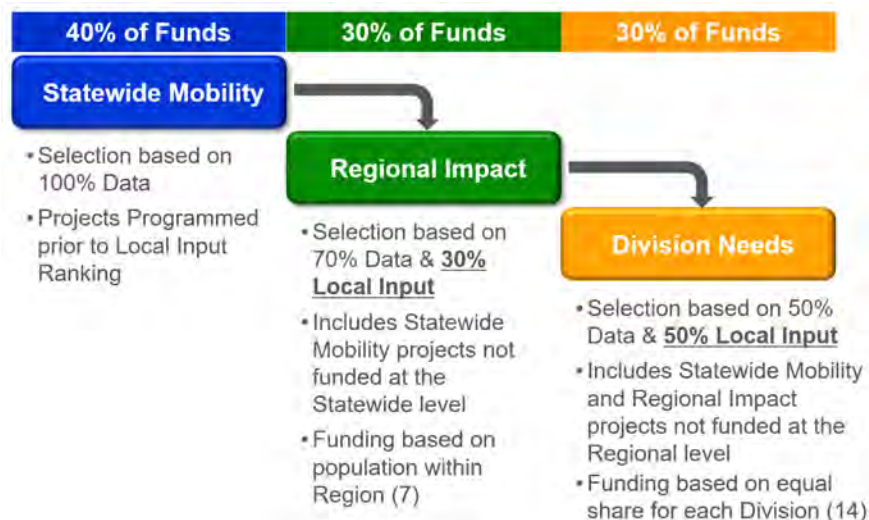 40% of Funds
30% of Funds
30% of Funds
Statewide Mobility
• Selection based on
100% Data
• Projects Programmed
prior to Local Input
Ranking
Regional Impact
• Selection based on
70% Data & 30%
Local Input
• Includes Statewide
Mobility projects not
funded at the
Statewide level
• Funding based on
population within
Region (7)
Division Needs
• Selection based on 50%
Data & 50% Local Input
• Includes Statewide Mobility
and Regional Impact
projects not funded at the
Regional level
• Funding based on equal
share for each Division (14)